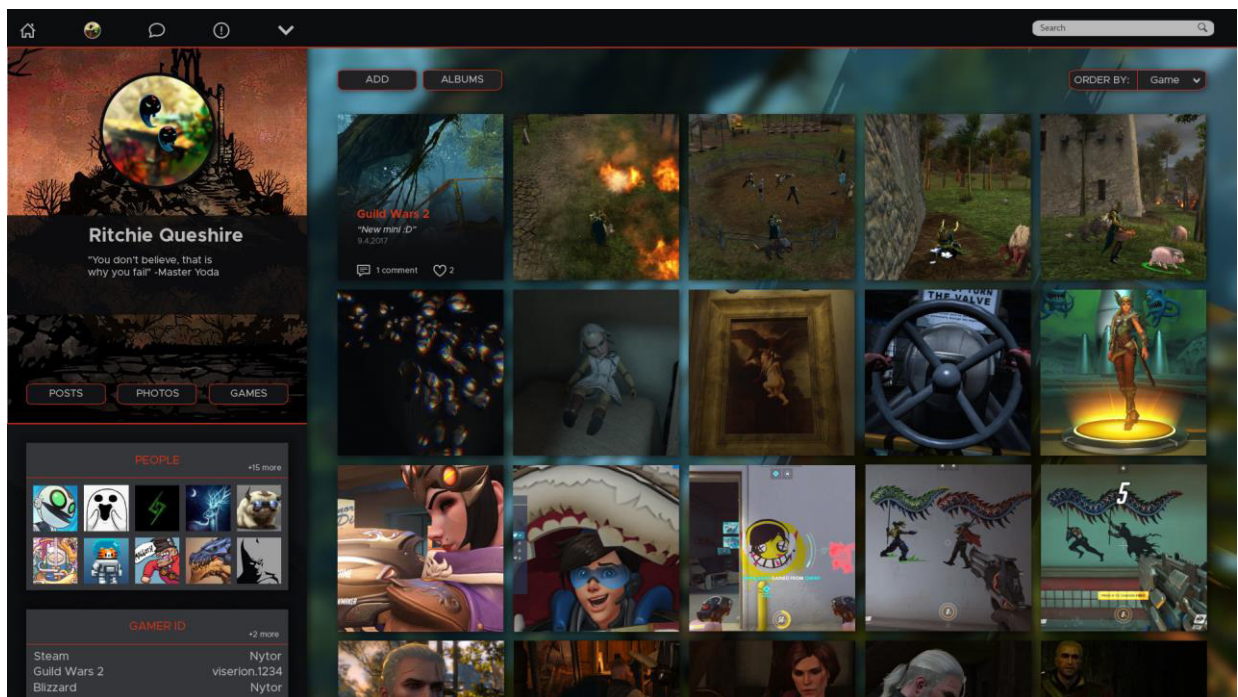 Search
ADD
ALBUMS
ORDER BY: Game
Ritchie Queshire
"You don't believe, that is
why you fail" -Master Yoda
POSTS
PHOTOS
GAMES
Guild Wars 2
"New mini :D"
9.4.2017
1 comment
2
TURN
THE VALVE
5
PEOPLE
+15 more
GAMER ID
+2 more
Steam Nytor
Guild Wars 2 viserion.1234
Blizzard Nytor